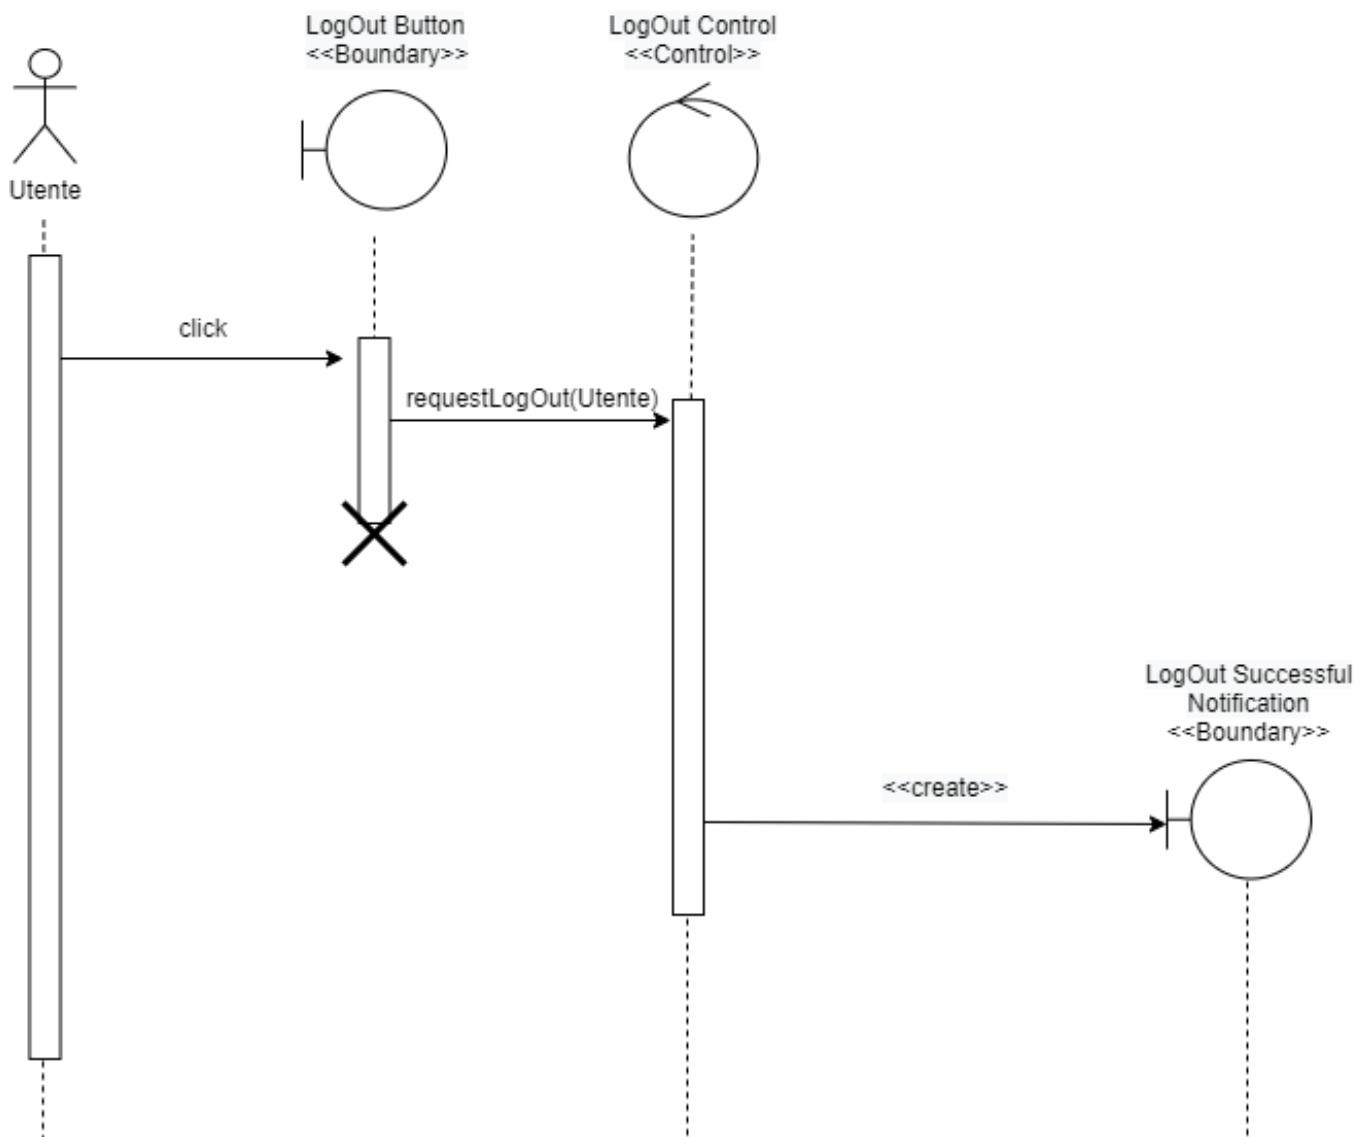 LogOut Button
<<Boundary>>
LogOut Control
<<Control>>
Utente
click
requestLogOut(Utente)
LogOut Successful
Notification
<<Boundary>>
<<create>>